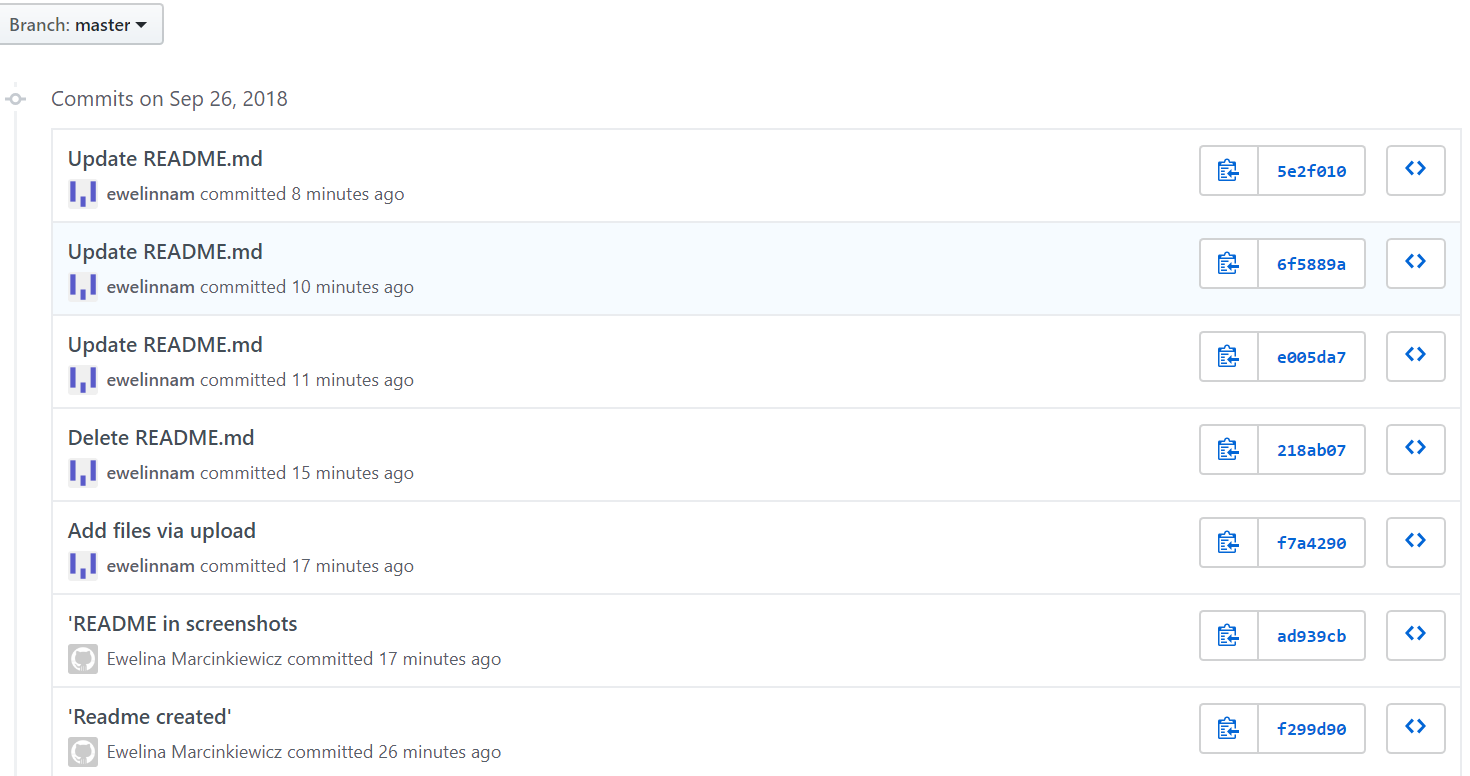 Branch: master
Commits on Sep 26, 2018
Update README.md
ewelinnam committed 8 minutes ago
5e2f010
Update README.md
ewelinnam committed 10 minutes ago
6f5889a
Update README.md
ewelinnam committed 11 minutes ago
e005da7
Delete README.md
ewelinnam committed 15 minutes ago
218ab07
Add files via upload
ewelinnam committed 17 minutes ago
f7a4290
'README in screenshots
Ewelina Marcinkiewicz committed 17 minutes ago
ad939cb
'Readme created'
Ewelina Marcinkiewicz committed 26 minutes ago
f299d90